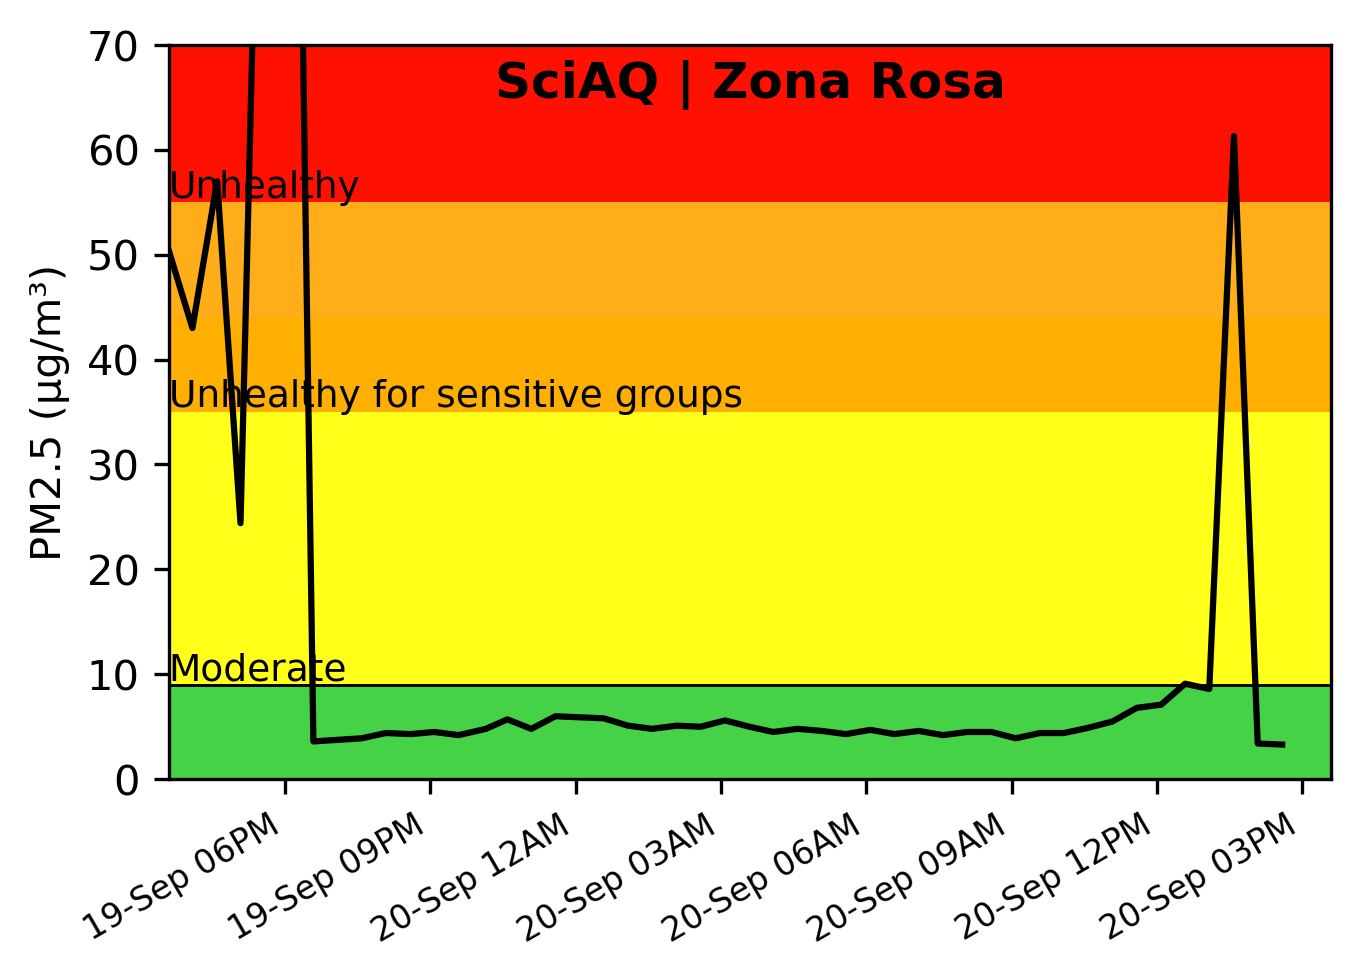 SciAQ | Zona Rosa
PM2.5 (µg/m³)
70
60
50
40
30
20
10
0
Unhealthy
Unhealthy for sensitive groups
Moderate
19-Sep 06PM
19-Sep 09PM
20-Sep 12AM
20-Sep 03AM
20-Sep 06AM
20-Sep 09AM
20-Sep 12PM
20-Sep 03PM